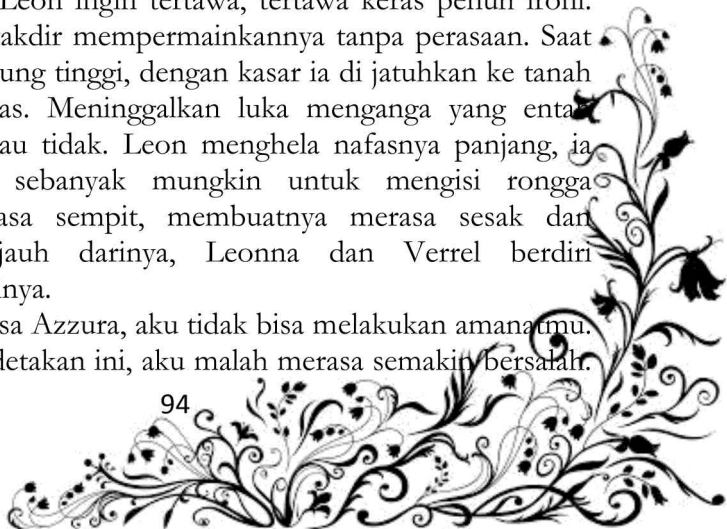 Leon ingin tertawa, tertawa keras penuh ironi.
akdir mempermainkannya tanpa perasaan. Saat
ung tinggi, dengan kasar ia di jatuhkan ke tanah
as. Meninggalkan luka menganga yang
au tidak. Leon menghela nafasnya panjang, ia
sebanyak mungkin untuk mengisi rongga
asa sempit, membuatnya merasa sesak dan
jauh darinya, Leonna dan Verrel berdiri
nya.
sa Azzura, aku tidak bisa melakukan amanatmu.
detakan ini, aku malah merasa semakin bersalah.
94